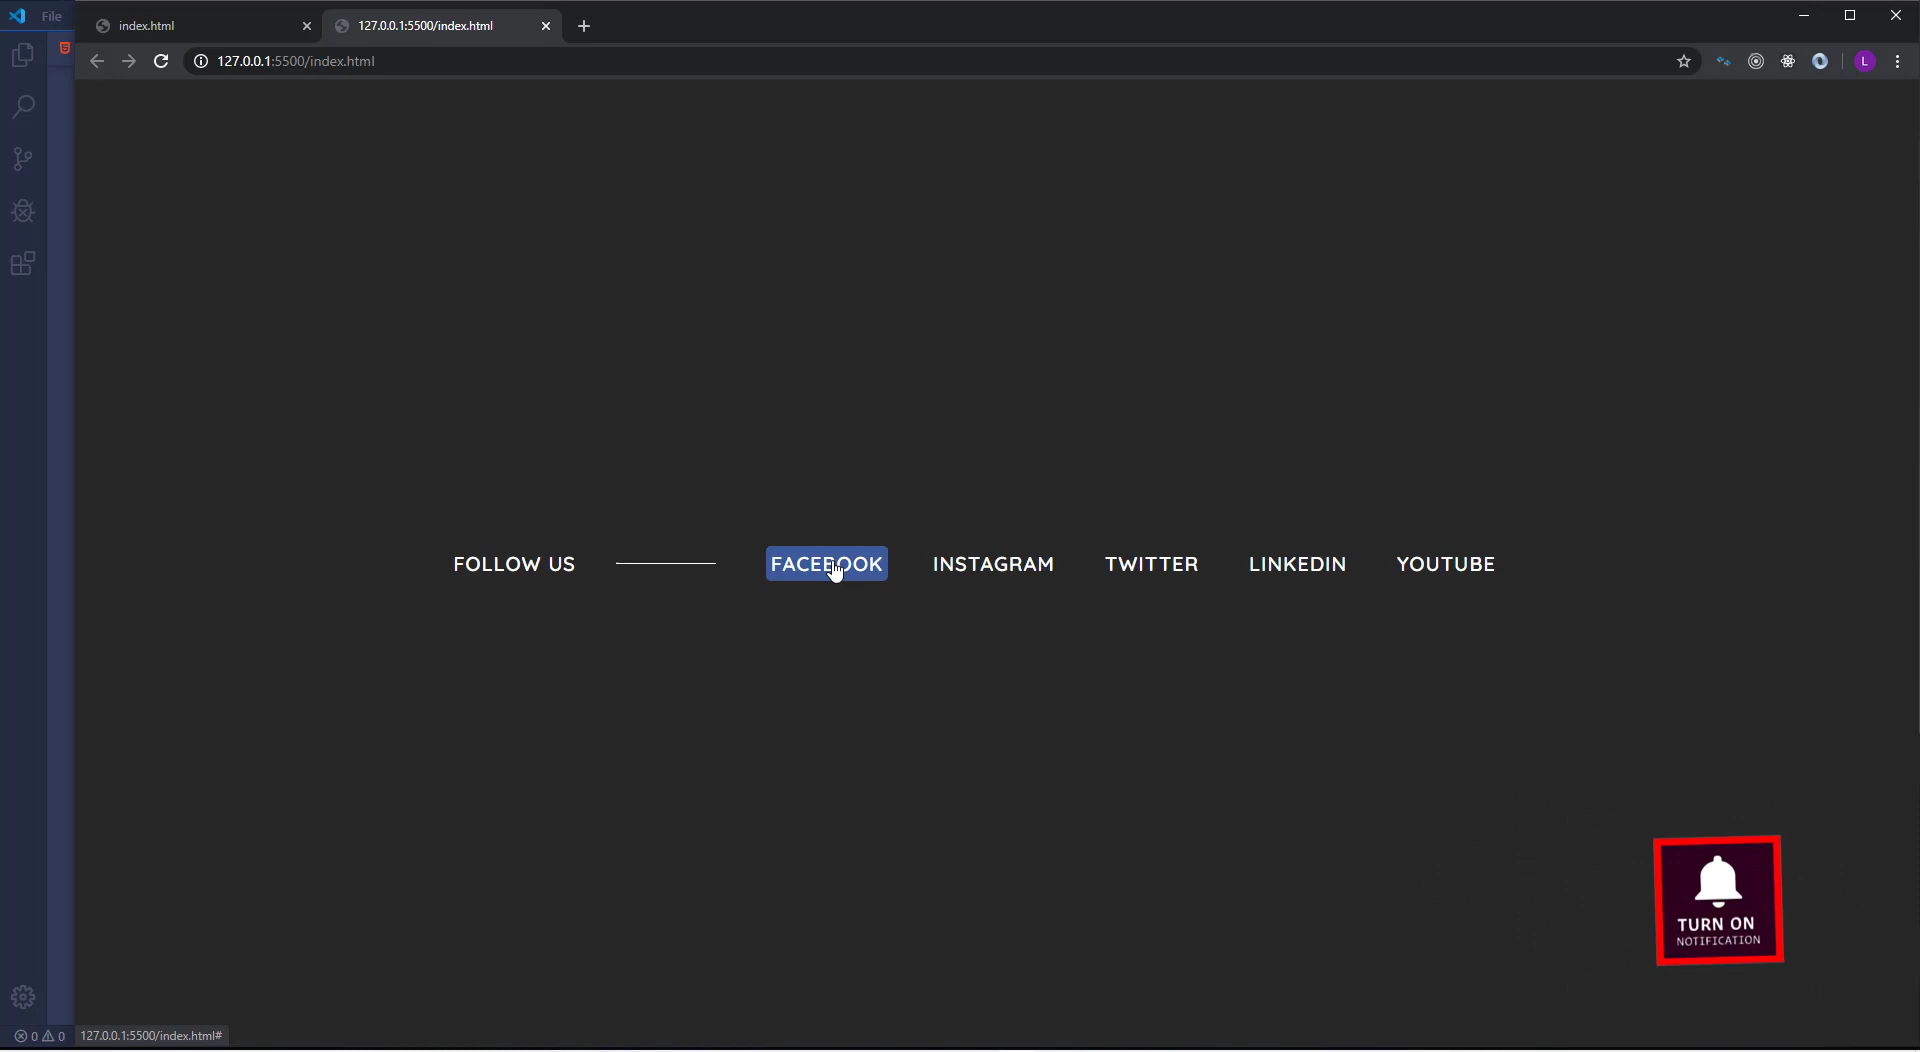 File
index.html
127.0.0.1:5500/index.html
127.0.0.1:5500/index.html
L
FOLLOW US
FACEBOOK
INSTAGRAM
TWITTER
LINKEDIN
YOUTUBE
TURN ON
NOTIFICATION
0 0
127.0.0.1:5500/index.html#